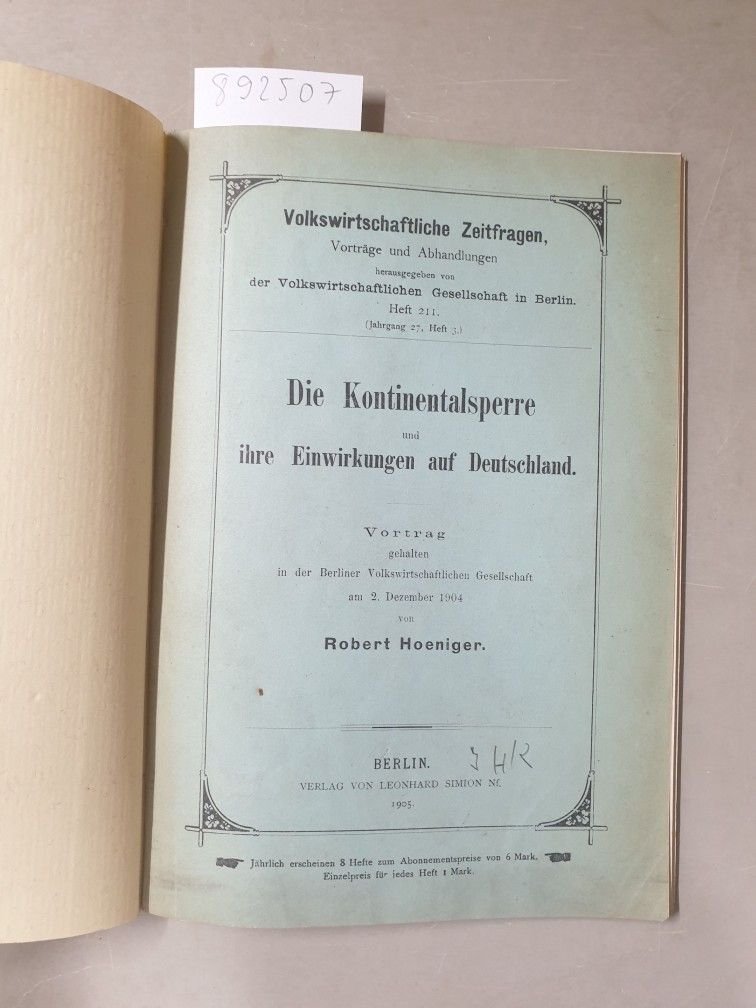 892507
Volkswirtschaftliche Zeitfragen,
Vorträge und Abhandlungen
herausgegeben von
der Volkswirtschaftlichen Gesellschaft in Berlin.
Heft 211.
(Jahrgang 27, Heft 3.)
Die Kontinentalsperre
und
ihre Einwirkungen auf Deutschland.
Vortrag
gehalten
in der Berliner Volkswirtschaftlichen Gesellschaft
am 2. Dezember 1904
von
Robert Hoeniger.
BERLIN.
VERLAG VON LEONHARD SIMION Nf.
1905.
Jährlich erscheinen 8 Hefte zum Abonnementspreise von 6 Mark.
Einzelpreis für jedes Heft 1 Mark.